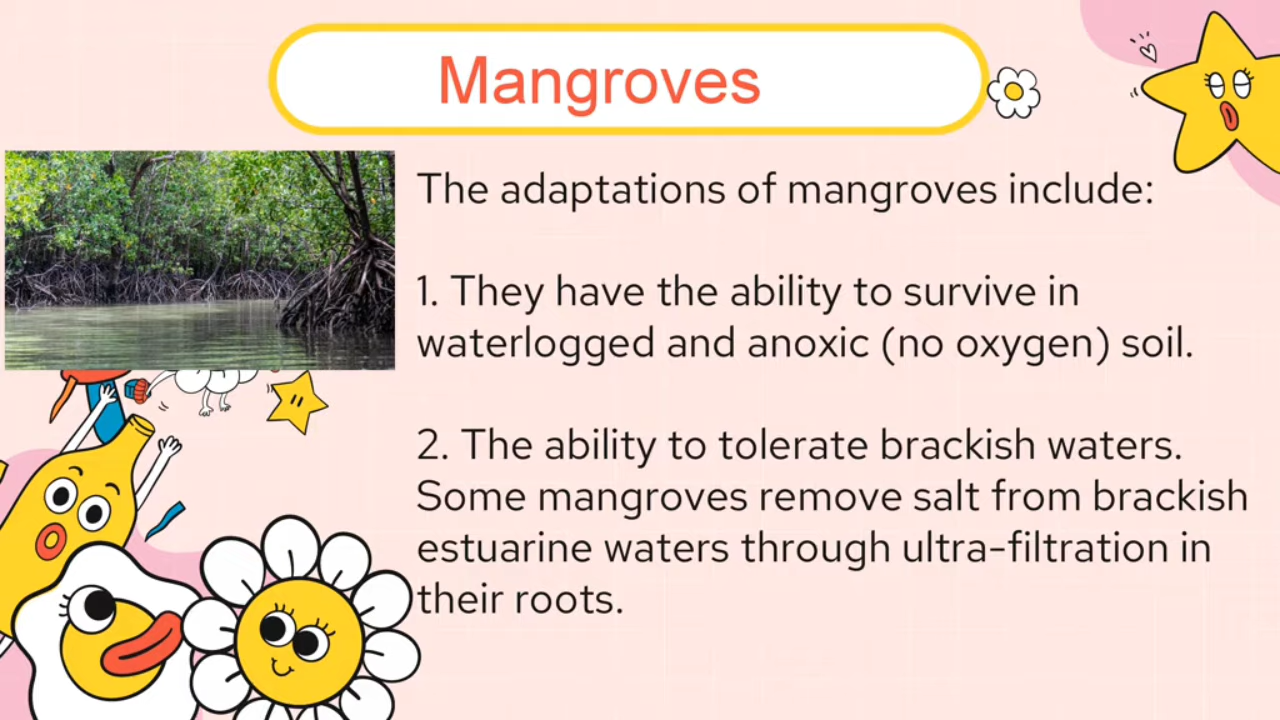 Mangroves
The adaptations of mangroves include:
1. They have the ability to survive in
waterlogged and anoxic (no oxygen) soil.
2. The ability to tolerate brackish waters.
Some mangroves remove salt from brackish
estuarine waters through ultra-filtration in
their roots.